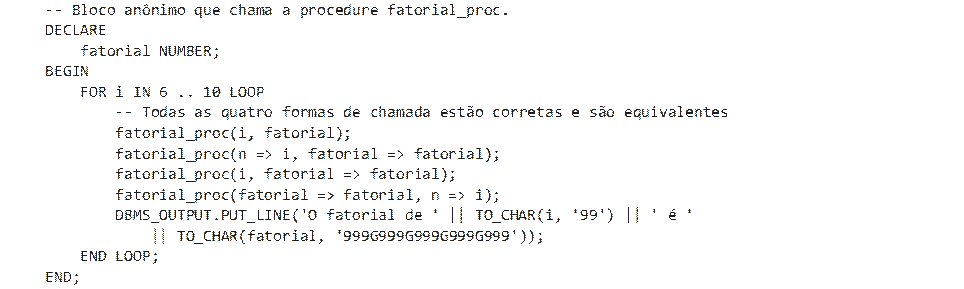 -- Bloco anônimo que chama a procedure fatorial_proc.
DECLARE
    fatorial NUMBER;
BEGIN
    FOR i IN 6 .. 10 LOOP
        -- Todas as quatro formas de chamada estão corretas e são equivalentes
        fatorial_proc(i, fatorial);
        fatorial_proc(n => i, fatorial => fatorial);
        fatorial_proc(i, fatorial => fatorial);
        fatorial_proc(fatorial => fatorial, n => i);
        DBMS_OUTPUT.PUT_LINE('O fatorial de ' || TO_CHAR(i, '99') || ' é '
            || TO_CHAR(fatorial, '999G999G999G999G999'));
    END LOOP;
END;